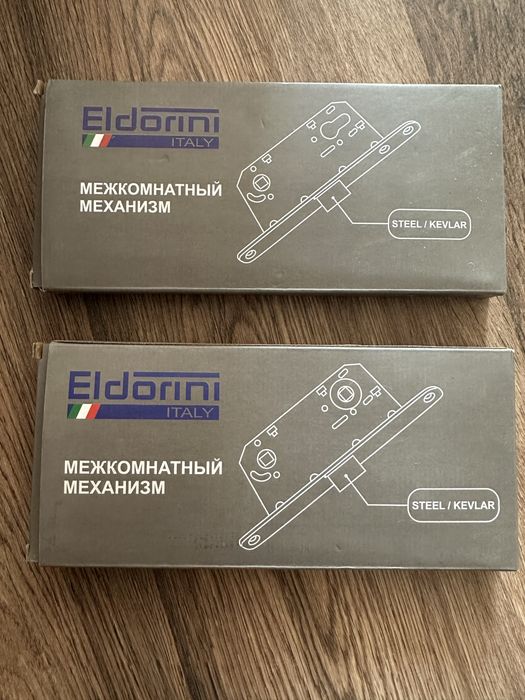 Eldorini
ITALY
МЕЖКОМНАТНЫЙ
МЕХАНИЗМ
STEEL / KEVLAR
Eldorini
ITALY
МЕЖКОМНАТНЫЙ
МЕХАНИЗМ
STEEL / KEVLAR